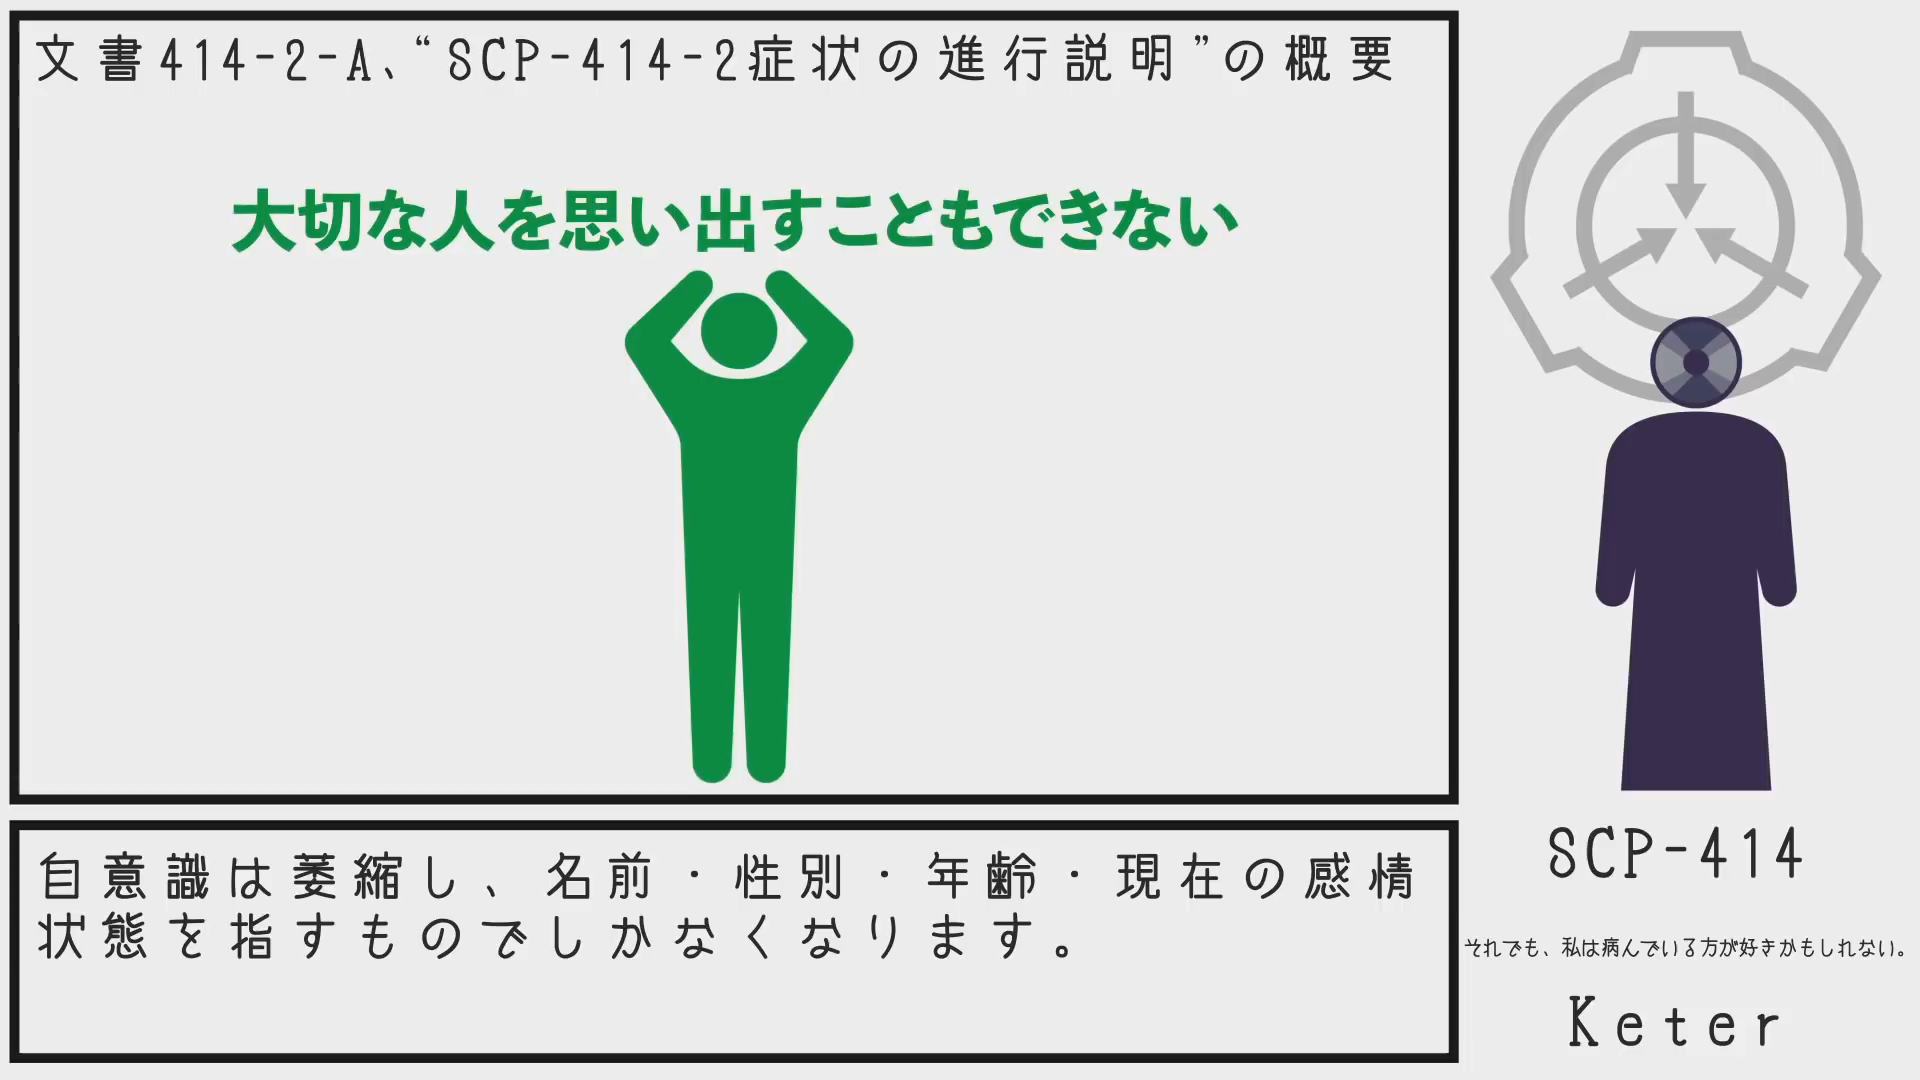 文書414-2-A、“SCP-414-2症状の進行説明”の概要
大切な人を思い出すこともできない
自意識は萎縮し、名前・性別・年齢・現在の感情
状態を指すものでしかなくなります。
SCP-414
それでも、私は病んでいる方が好きかもしれない。
Keter